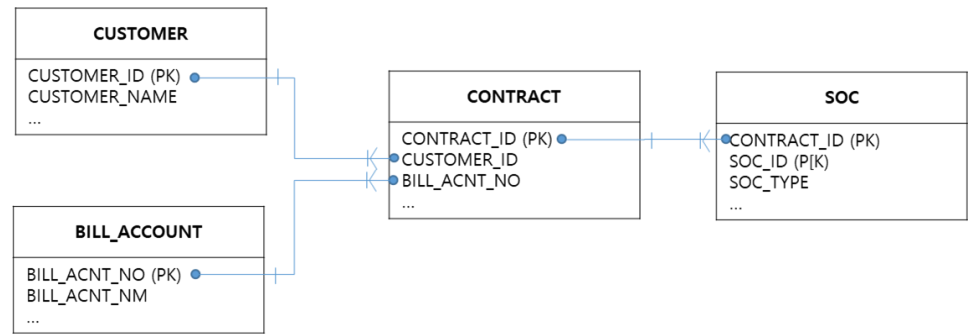 CUSTOMER
CUSTOMER_ID (PK)
CUSTOMER_NAME
...
CONTRACT
CONTRACT_ID (PK)
CUSTOMER_ID
BILL_ACNT_NO
...
SOC
CONTRACT_ID (PK)
SOC_ID (P[K)
SOC_TYPE
...
BILL_ACCOUNT
BILL_ACNT_NO (PK)
BILL_ACNT_NM
...